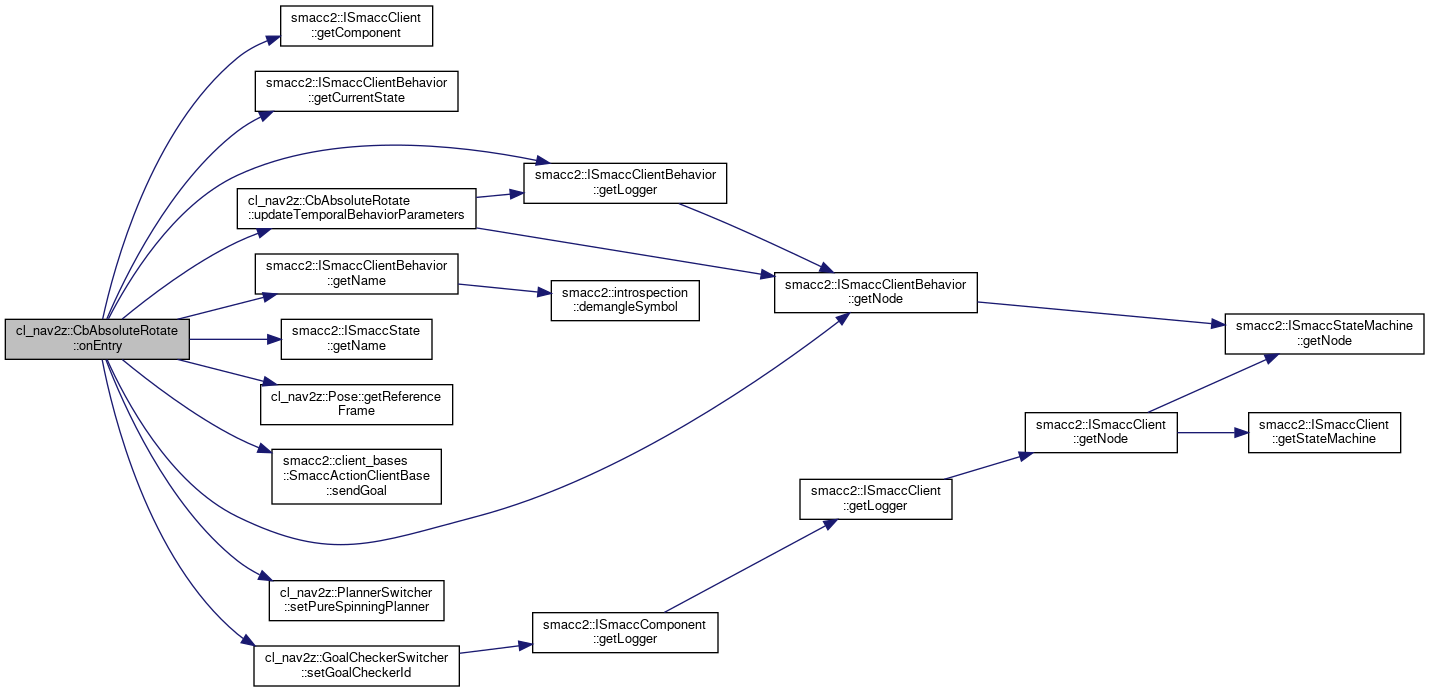 smacc2::ISmaccClient
::getComponent
smacc2::ISmaccClientBehavior
::getCurrentState
smacc2::ISmaccClientBehavior
::getLogger
cl_nav2z::CbAbsoluteRotate
::updateTemporalBehaviorParameters
smacc2::ISmaccClientBehavior
::getName
smacc2::introspection
::demangleSymbol
smacc2::ISmaccClientBehavior
::getNode
cl_nav2z::CbAbsoluteRotate
::onEntry
smacc2::ISmaccState
::getName
smacc2::ISmaccStateMachine
::getNode
cl_nav2z::Pose::getReference
Frame
smacc2::ISmaccClient
::getNode
smacc2::ISmaccClient
::getStateMachine
smacc2::client_bases
::SmaccActionClientBase
::sendGoal
smacc2::ISmaccClient
::getLogger
cl_nav2z::PlannerSwitcher
::setPureSpinningPlanner
smacc2::ISmaccComponent
::getLogger
cl_nav2z::GoalCheckerSwitcher
::setGoalCheckerId